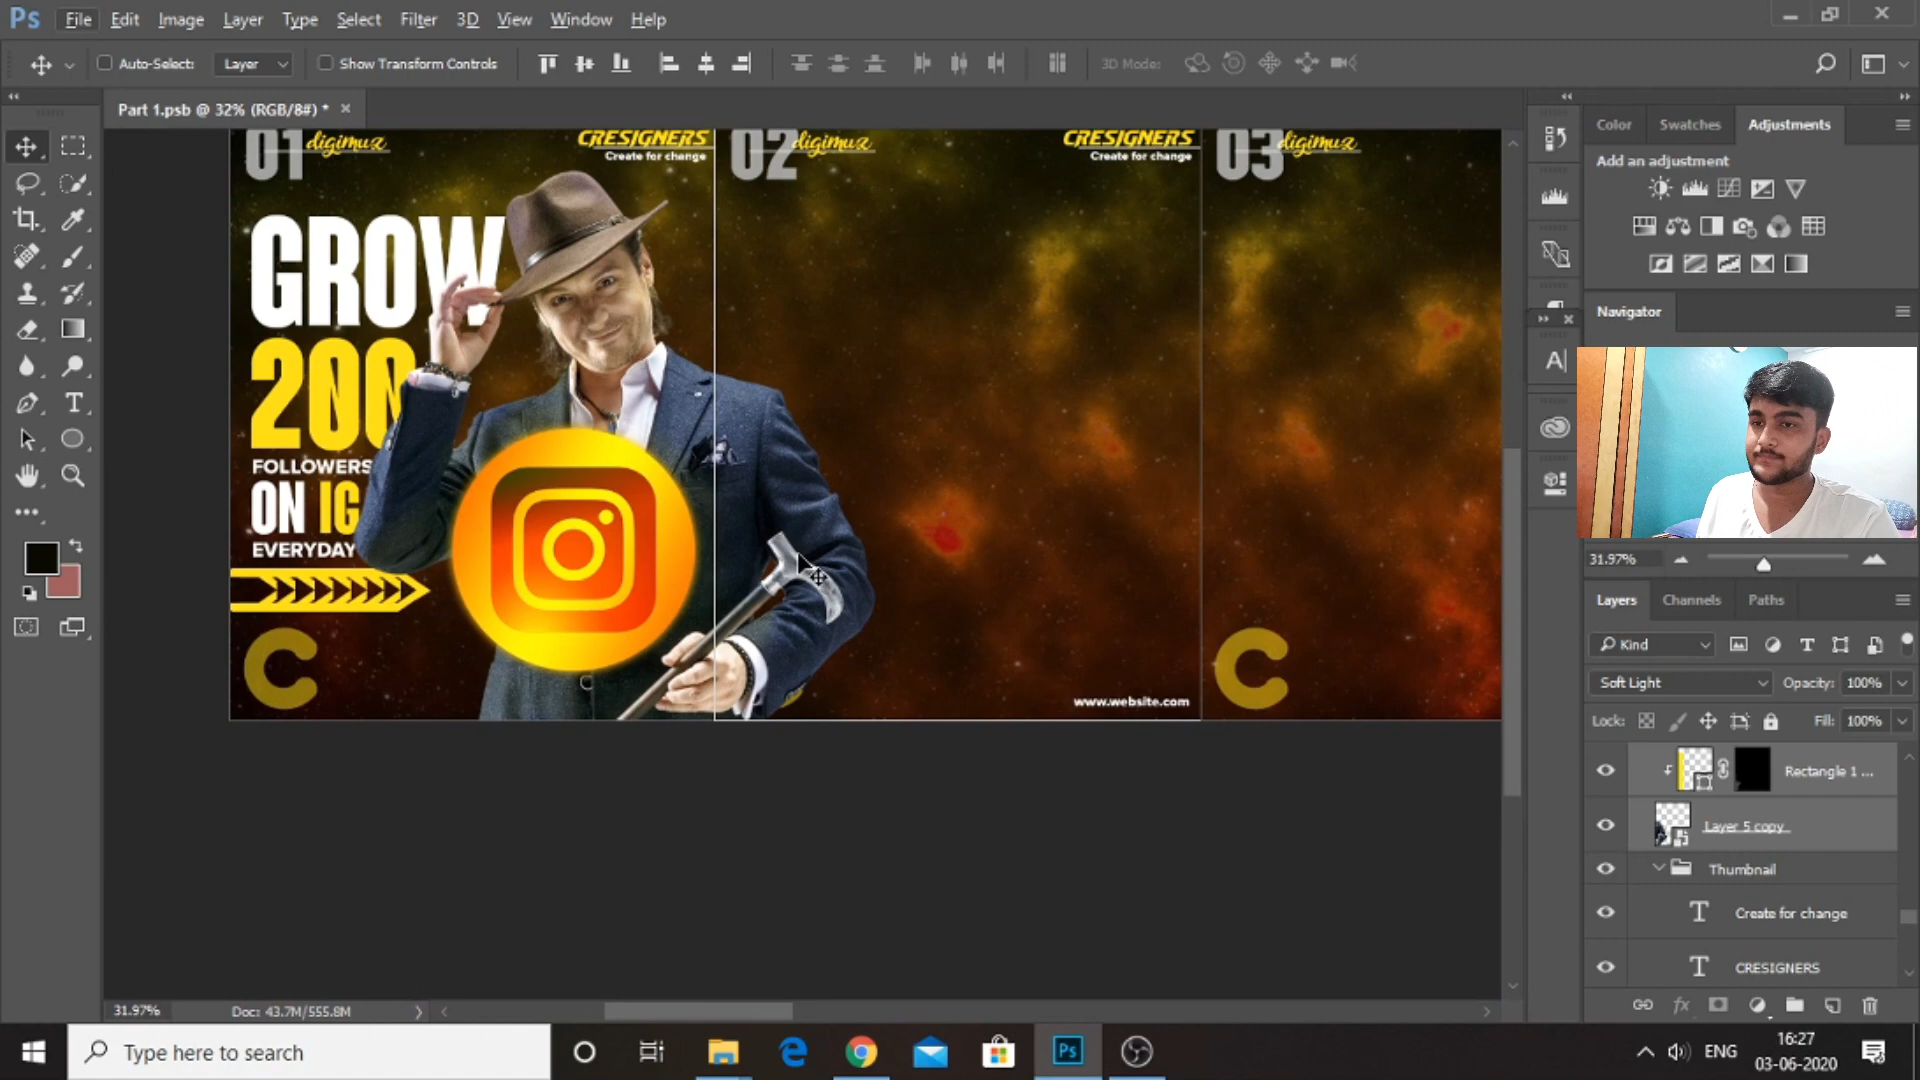 Ps File Edit Image Layer Type Select Filter 3D View Window Help
Auto-Select: Layer Show Transform Controls 3D Mode:
Part 1.psb @ 32% (RGB/8#) * ×
01 digimuz CRESIGNERS
Create for change
02 digimuz CRESIGNERS
Create for change
03 digimuz
GROW
200
FOLLOWERS
ON IG
EVERYDAY
C
www.website.com
C
Color Swatches Adjustments
Add an adjustment
Navigator
31.97%
Layers Channels Paths
Kind
Soft Light Opacity: 100%
Lock: Fill: 100%
Rectangle 1 ...
Layer 5 copy
Thumbnail
Create for change
CRESIGNERS
31.97% Doc: 43.7M/555.8M
Type here to search
Ps
ENG
16:27
03-06-2020